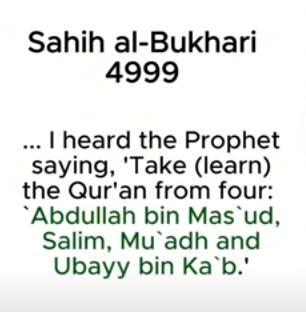 Sahih al-Bukhari
4999
... I heard the Prophet
saying, 'Take (learn)
the Qur'an from four:
`Abdullah bin Mas`ud,
Salim, Mu`adh and
Ubayy bin Ka`b.'